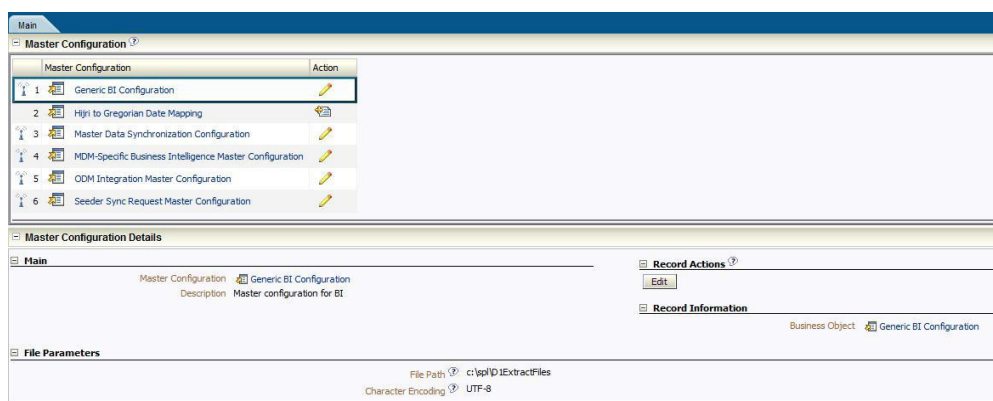 Main
Master Configuration
Master Configuration Action
1 Generic BI Configuration
2 Hijri to Gregorian Date Mapping
3 Master Data Synchronization Configuration
4 MDM-Specific Business Intelligence Master Configuration
5 ODM Integration Master Configuration
6 Seeder Sync Request Master Configuration
Master Configuration Details
Main
Master Configuration Generic BI Configuration
Description Master configuration for BI
Record Actions
Edit
Record Information
Business Object Generic BI Configuration
File Parameters
File Path c:\spl\D1ExtractFiles
Character Encoding UTF-8